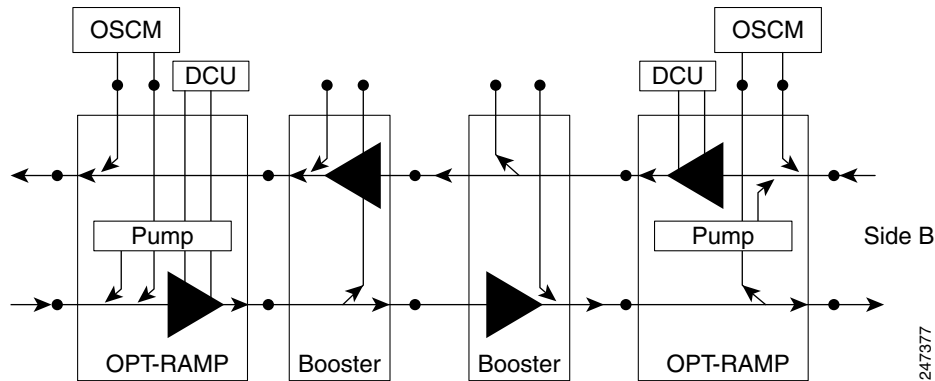 OSCM
OSCM
DCU
DCU
Pump
Pump
Side B
OPT-RAMP
Booster
Booster
OPT-RAMP
247377